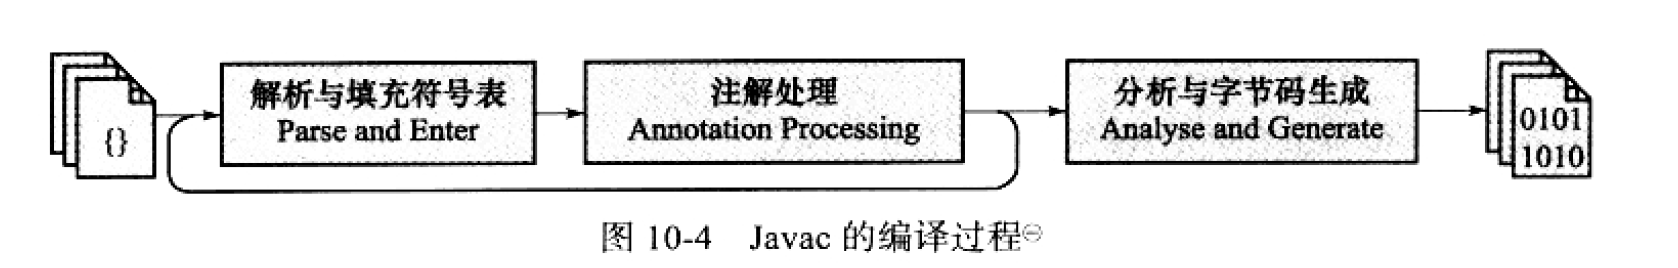 {}
解析与填充符号表
Parse and Enter
注解处理
Annotation Processing
分析与字节码生成
Analyse and Generate
0101
1010
图 10-4 Javac 的编译过程㊀